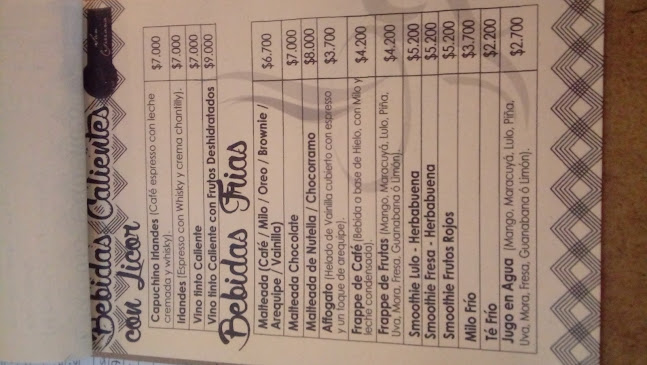 Bebidas Calientes
con Licor
Capuchino Irlandes (Café espresso con leche $7.000
cremada y whisky).
Irlandes (Espresso con Whisky y crema chantilly). $7.000
Vino tinto Caliente $7.000
Vino tinto Caliente con Frutos Deshidratados $9.000
Bebidas Frias
Malteada (Café / Milo / Oreo / Brownie / $6.700
Arequipe / Vainilla)
Malteada Chocolate $7.000
Malteada de Nutella / Chocorramo $8.000
Affogato (Helado de Vainilla cubierto con espresso $3.700
y un toque de arequipe).
Frappe de Café (Bebida a base de Hielo, con Milo y $4.200
leche condensada).
Frappe de Frutas (Mango, Maracuyá, Lulo, Piña, $4.200
Uva, Mora, Fresa, Guanabana ó Limón).
Smoothie Lulo - Herbabuena $5.200
Smoothie Fresa - Herbabuena $5.200
Smoothie Frutos Rojos $5.200
Milo Frío $3.700
Té Frío $2.200
Jugo en Agua (Mango, Maracuyá, Lulo, Piña, $2.700
Uva, Mora, Fresa, Guanabana ó Limón).